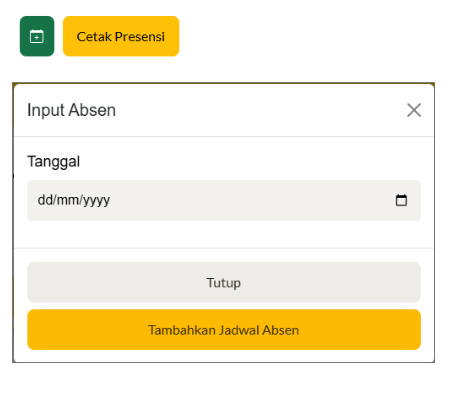 Cetak Presensi
Input Absen
Tanggal
dd/mm/yyyy
Tutup
Tambahkan Jadwal Absen